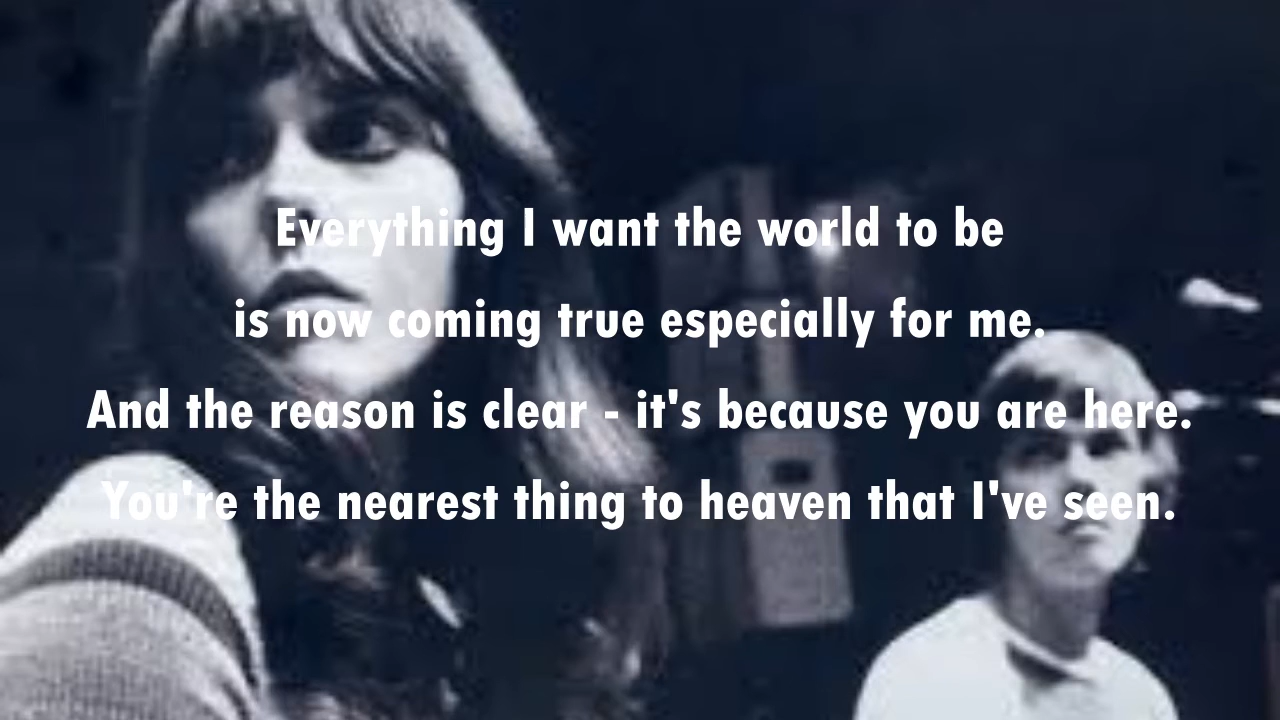 Everything I want the world to be
is now coming true especially for me.
And the reason is clear - it's because you are here.
You're the nearest thing to heaven that I've seen.